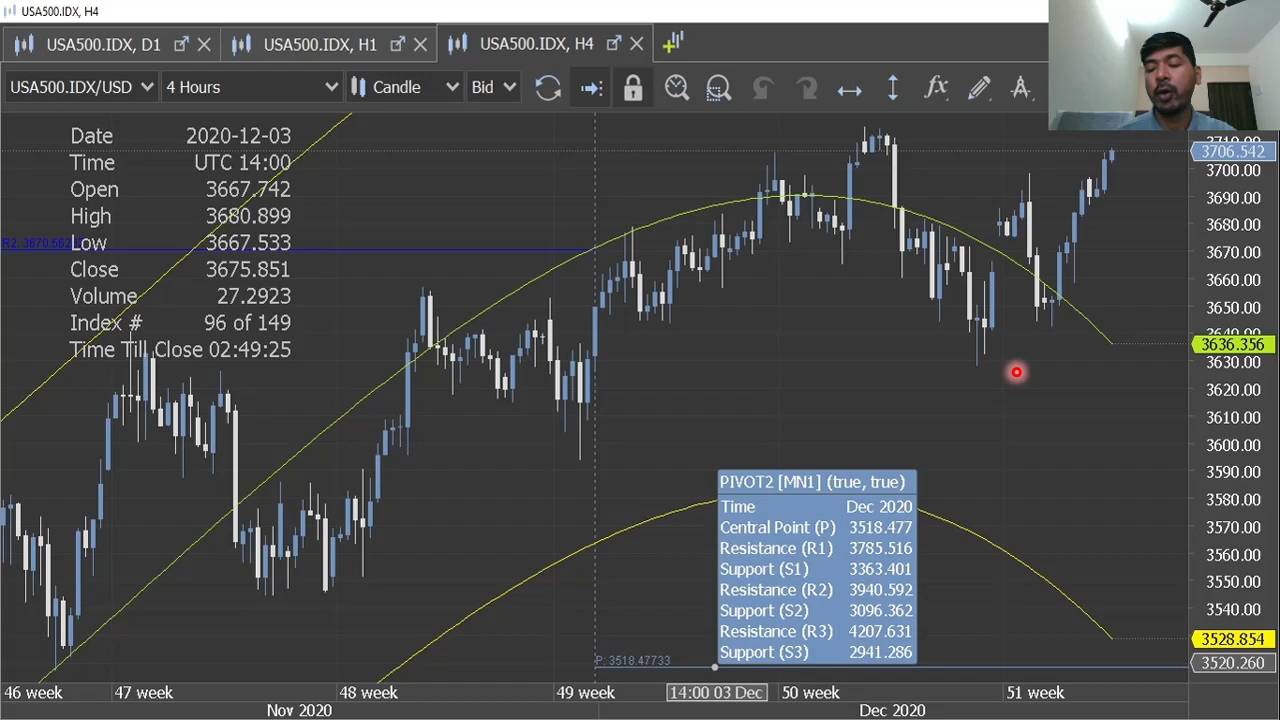 USA500.IDX, H4
USA500.IDX, D1
USA500.IDX, H1
USA500.IDX, H4
USA500.IDX/USD
4 Hours
Candle
Bid
Date 2020-12-03
Time UTC 14:00
Open 3667.742
High 3680.899
Low 3667.533
Close 3675.851
Volume 27.2923
Index # 96 of 149
Time Till Close 02:49:25
3706.542
3700.00
3690.00
3680.00
3670.00
3660.00
3650.00
3636.356
3630.00
3620.00
3610.00
3600.00
3590.00
3580.00
3570.00
3560.00
3550.00
3540.00
3528.854
3520.260
PIVOT2 [MN1] (true, true)
Time Dec 2020
Central Point (P) 3518.477
Resistance (R1) 3785.516
Support (S1) 3363.401
Resistance (R2) 3940.592
Support (S2) 3096.362
Resistance (R3) 4207.631
Support (S3) 2941.286
P: 3518.47733
46 week
47 week
48 week
49 week
14:00 03 Dec
50 week
51 week
Nov 2020
Dec 2020